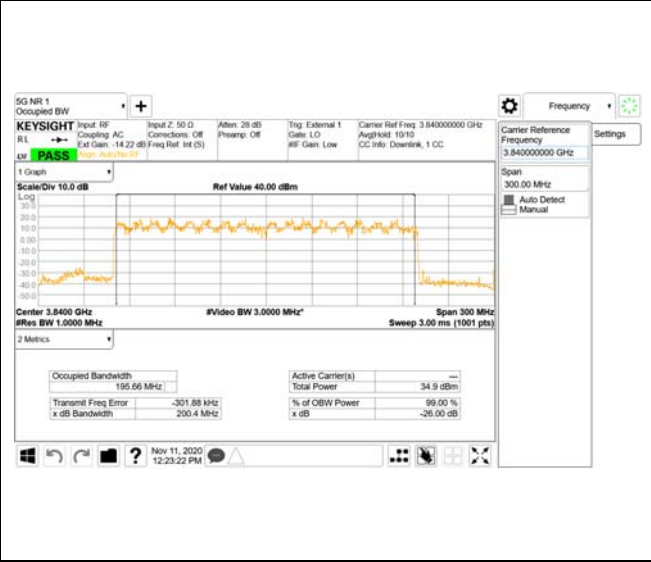 5G NR 1
Occupied BW
Frequency
KEYSIGHT
R L
PASS
Input: RF
Coupling: AC
Ext Gain: -14.22 dB
Align: Auto/No RF
Input Z: 50 Ω
Corrections: Off
Freq Ref: Int (S)
Atten: 28 dB
Preamp: Off
Trig: External 1
Gate: LO
#IF Gain: Low
Carrier Ref Freq: 3.840000000 GHz
Avg|Hold: 10/10
CC Info: Downlink, 1 CC
Carrier Reference
Frequency
3.840000000 GHz
Settings
Span
300.00 MHz
Auto Detect
Manual
1 Graph
Scale/Div 10.0 dB
Ref Value 40.00 dBm
Log
30.0
20.0
10.0
0.00
-10.0
-20.0
-30.0
-40.0
-50.0
Center 3.8400 GHz
#Video BW 3.0000 MHz*
Span 300 MHz
#Res BW 1.0000 MHz
Sweep 3.00 ms (1001 pts)
2 Metrics
Occupied Bandwidth
195.66 MHz
Transmit Freq Error -301.88 kHz
x dB Bandwidth 200.4 MHz
Active Carrier(s) —
Total Power 34.9 dBm
% of OBW Power 99.00 %
x dB -26.00 dB
Nov 11, 2020
12:23:22 PM